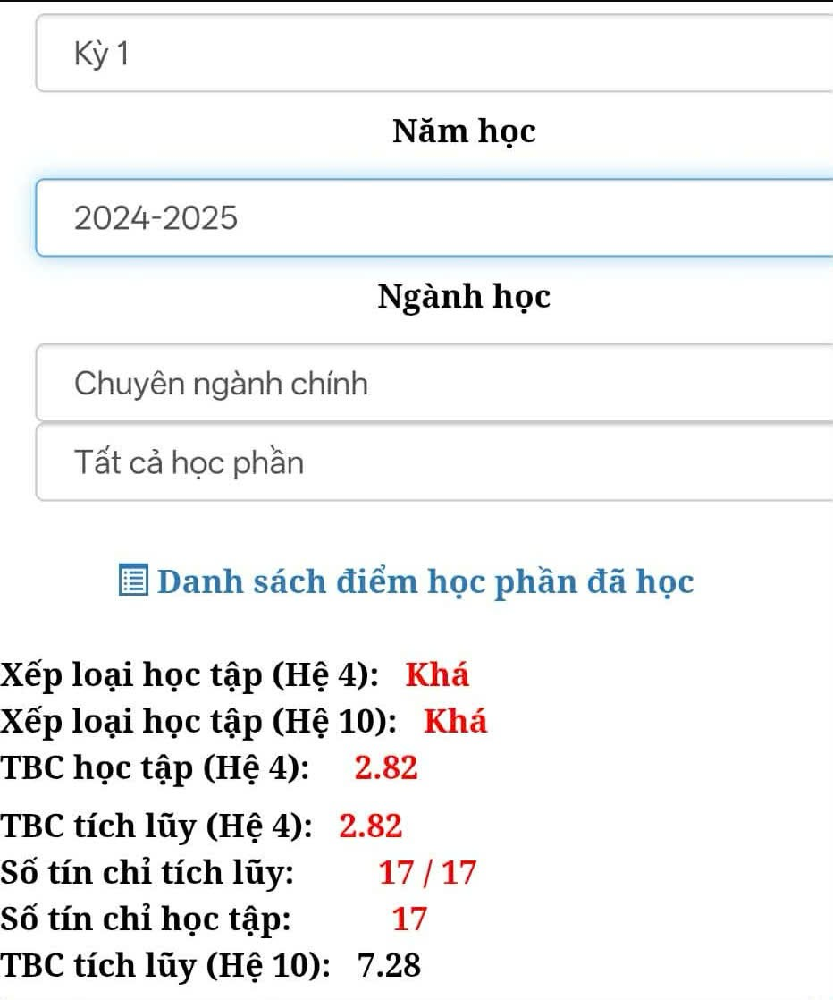 Kỳ 1
Năm học
2024-2025
Ngành học
Chuyên ngành chính
Tất cả học phần
Danh sách điểm học phần đã học
Xếp loại học tập (Hệ 4): Khá
Xếp loại học tập (Hệ 10): Khá
TBC học tập (Hệ 4): 2.82
TBC tích lũy (Hệ 4): 2.82
Số tín chỉ tích lũy: 17 / 17
Số tín chỉ học tập: 17
TBC tích lũy (Hệ 10): 7.28